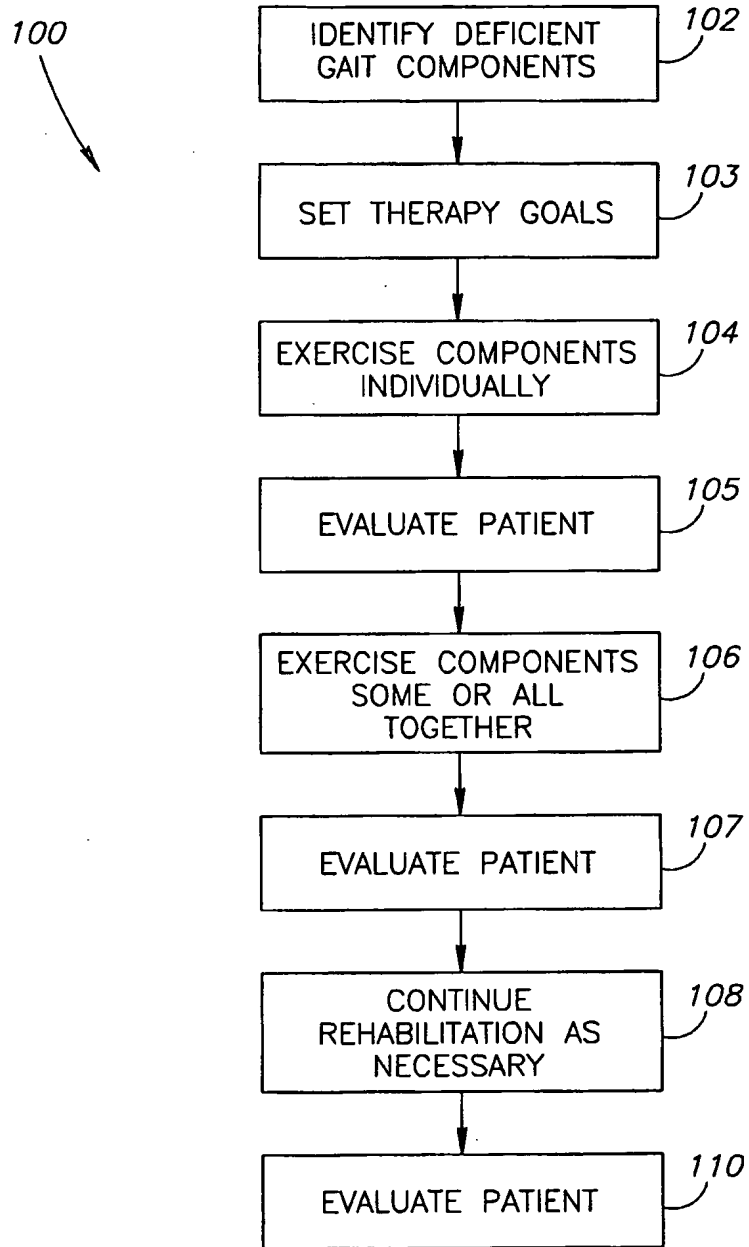 100
IDENTIFY DEFICIENT
GAIT COMPONENTS
102
SET THERAPY GOALS
103
EXERCISE COMPONENTS
INDIVIDUALLY
104
EVALUATE PATIENT
105
EXERCISE COMPONENTS
SOME OR ALL
TOGETHER
106
EVALUATE PATIENT
107
CONTINUE
REHABILITATION AS
NECESSARY
108
EVALUATE PATIENT
110